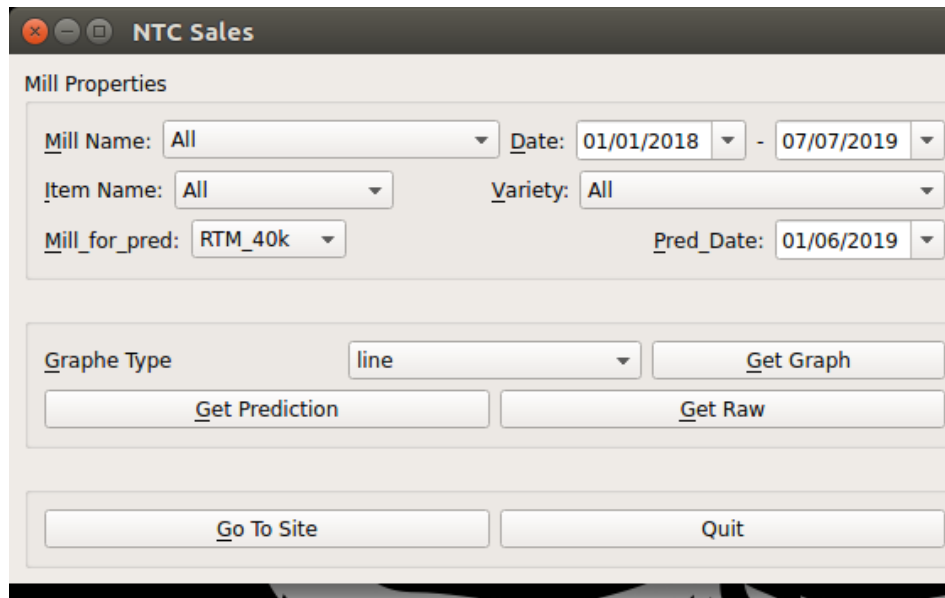 NTC Sales
Mill Properties
Mill Name: All Date: 01/01/2018 - 07/07/2019
Item Name: All Variety: All
Mill_for_pred: RTM_40k Pred_Date: 01/06/2019
Graphe Type line Get Graph
Get Prediction Get Raw
Go To Site Quit